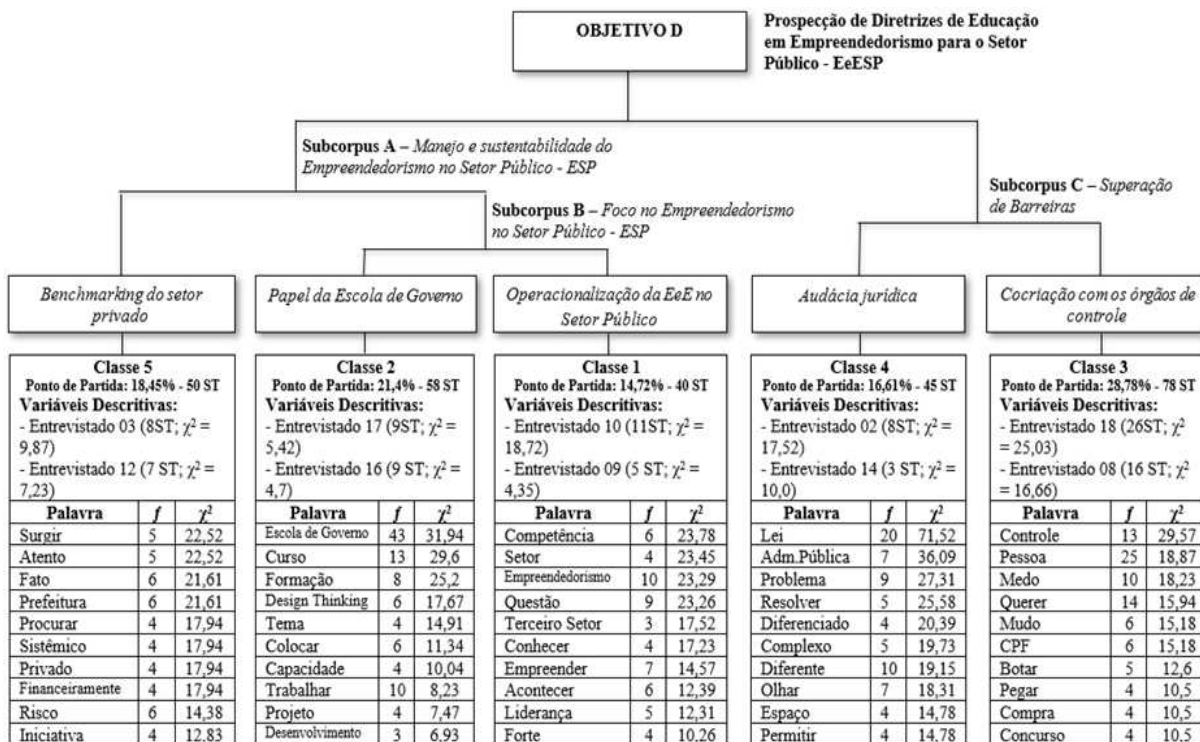 OBJETIVO D
Prospecção de Diretrizes de Educação
em Empreendedorismo para o Setor
Público - EeESP
Subcorpus A – Manejo e sustentabilidade do
Empreendedorismo no Setor Público - ESP
Subcorpus B – Foco no Empreendedorismo
no Setor Público - ESP
Subcorpus C – Superação
de Barreiras
Benchmarking do setor
privado
Papel da Escola de Governo
Operacionalização da EeE no
Setor Público
Audácia jurídica
Cocriação com os órgãos de
controle
Classe 5
Ponto de Partida: 18,45% - 50 ST
Variáveis Descritivas:
- Entrevistado 03 (8ST; χ² =
9,87)
- Entrevistado 12 (7 ST; χ² =
7,23)
Palavra f χ²
Surgir 5 22,52
Atento 5 22,52
Fato 6 21,61
Prefeitura 6 21,61
Procurar 4 17,94
Sistêmico 4 17,94
Privado 4 17,94
Financeiramente 4 17,94
Risco 6 14,38
Iniciativa 4 12,83
Classe 2
Ponto de Partida: 21,4% - 58 ST
Variáveis Descritivas:
- Entrevistado 17 (9ST; χ² =
5,42)
- Entrevistado 16 (9 ST; χ² =
4,7)
Palavra f χ²
Escola de Governo 43 31,94
Curso 13 29,6
Formação 8 25,2
Design Thinking 6 17,67
Tema 4 14,91
Colocar 6 11,34
Capacidade 4 10,04
Trabalhar 10 8,23
Projeto 4 7,47
Desenvolvimento 3 6,93
Classe 1
Ponto de Partida: 14,72% - 40 ST
Variáveis Descritivas:
- Entrevistado 10 (11ST; χ² =
18,72)
- Entrevistado 09 (5 ST; χ² =
4,35)
Palavra f χ²
Competência 6 23,78
Setor 4 23,45
Empreendedorismo 10 23,29
Questão 9 23,26
Terceiro Setor 3 17,52
Conhecer 4 17,23
Empreender 7 14,57
Acontecer 6 12,39
Liderança 5 12,31
Forte 4 10,26
Classe 4
Ponto de Partida: 16,61% - 45 ST
Variáveis Descritivas:
- Entrevistado 02 (8ST; χ² =
17,52)
- Entrevistado 14 (3 ST; χ² =
10,0)
Palavra f χ²
Lei 20 71,52
Adm.Pública 7 36,09
Problema 9 27,31
Resolver 5 25,58
Diferenciado 4 20,39
Complexo 5 19,73
Diferente 10 19,15
Olhar 7 18,31
Espaço 4 14,78
Permitir 4 14,78
Classe 3
Ponto de Partida: 28,78% - 78 ST
Variáveis Descritivas:
- Entrevistado 18 (26ST; χ²
= 25,03)
- Entrevistado 08 (16 ST; χ²
= 16,66)
Palavra f χ²
Controle 13 29,57
Pessoa 25 18,87
Medo 10 18,23
Querer 14 15,94
Mudo 6 15,18
CPF 6 15,18
Botar 5 12,6
Pegar 4 10,5
Compra 4 10,5
Concurso 4 10,5